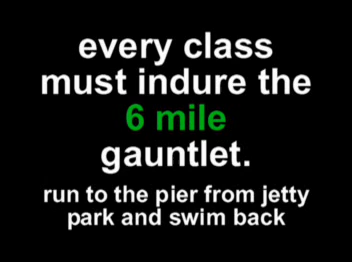 every class
must indure the
6 mile
gauntlet.
run to the pier from jetty
park and swim back